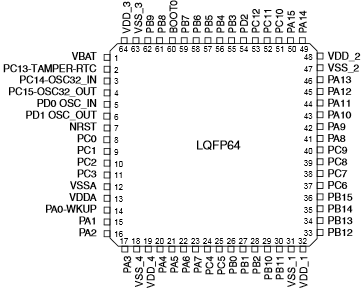 VDD_3
VSS_3
PB9
PB8
BOOT0
PB7
PB6
PB5
PB4
PB3
PD2
PC12
PC11
PC10
PA15
PA14
64 63 62 61 60 59 58 57 56 55 54 53 52 51 50 49
VBAT 1 48 VDD_2
PC13-TAMPER-RTC 2 47 VSS_2
PC14-OSC32_IN 3 46 PA13
PC15-OSC32_OUT 4 45 PA12
PD0 OSC_IN 5 44 PA11
PD1 OSC_OUT 6 43 PA10
NRST 7 42 PA9
PC0 8 41 PA8
PC1 9 40 PC9
LQFP64
PC2 10 39 PC8
PC3 11 38 PC7
VSSA 12 37 PC6
VDDA 13 36 PB15
PA0-WKUP 14 35 PB14
PA1 15 34 PB13
PA2 16 33 PB12
17 18 19 20 21 22 23 24 25 26 27 28 29 30 31 32
PA3
VSS_4
VDD_4
PA4
PA5
PA6
PA7
PC4
PC5
PB0
PB1
PB2
PB10
PB11
VSS_1
VDD_1